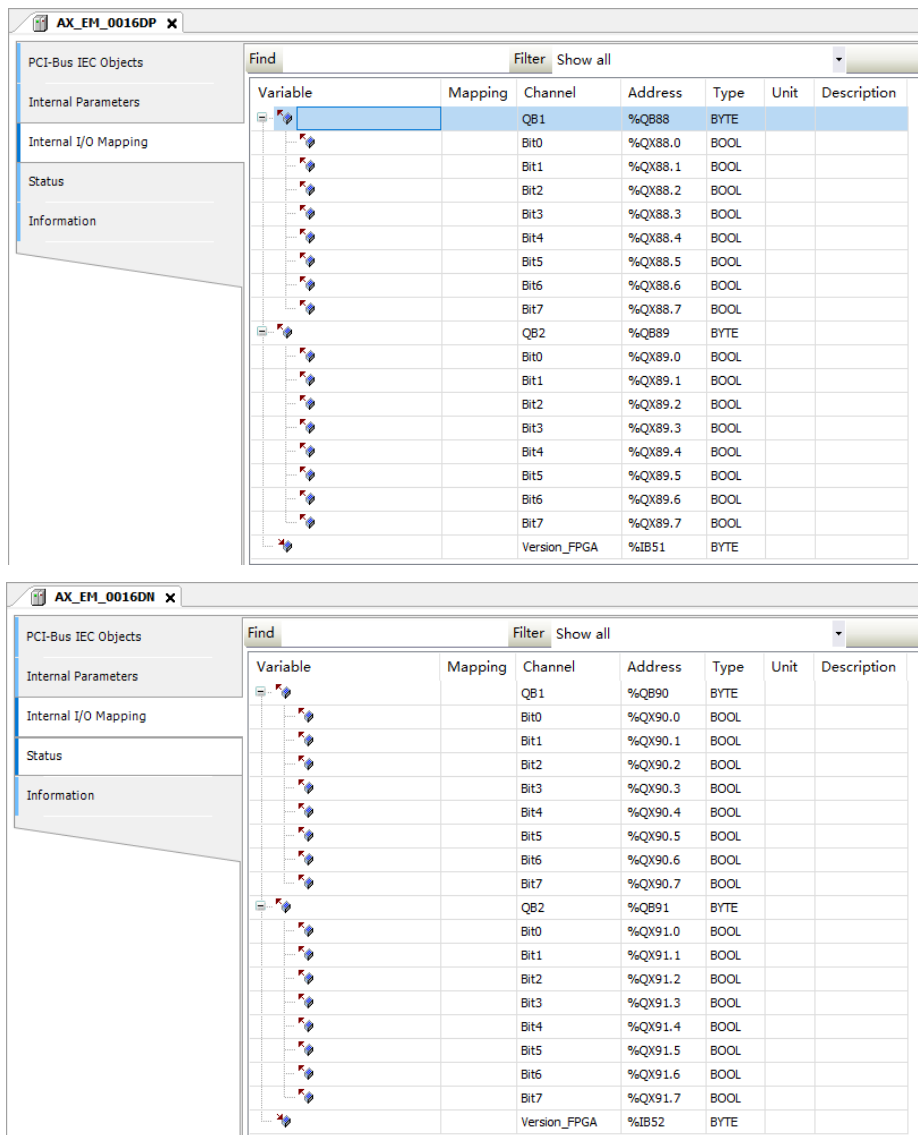 AX_EM_0016DP
PCI-Bus IEC Objects
Internal Parameters
Internal I/O Mapping
Status
Information
Find Filter Show all
Variable Mapping Channel Address Type Unit Description
QB1 %QB88 BYTE
Bit0 %QX88.0 BOOL
Bit1 %QX88.1 BOOL
Bit2 %QX88.2 BOOL
Bit3 %QX88.3 BOOL
Bit4 %QX88.4 BOOL
Bit5 %QX88.5 BOOL
Bit6 %QX88.6 BOOL
Bit7 %QX88.7 BOOL
QB2 %QB89 BYTE
Bit0 %QX89.0 BOOL
Bit1 %QX89.1 BOOL
Bit2 %QX89.2 BOOL
Bit3 %QX89.3 BOOL
Bit4 %QX89.4 BOOL
Bit5 %QX89.5 BOOL
Bit6 %QX89.6 BOOL
Bit7 %QX89.7 BOOL
Version_FPGA %IB51 BYTE
AX_EM_0016DN
PCI-Bus IEC Objects
Internal Parameters
Internal I/O Mapping
Status
Information
Find Filter Show all
Variable Mapping Channel Address Type Unit Description
QB1 %QB90 BYTE
Bit0 %QX90.0 BOOL
Bit1 %QX90.1 BOOL
Bit2 %QX90.2 BOOL
Bit3 %QX90.3 BOOL
Bit4 %QX90.4 BOOL
Bit5 %QX90.5 BOOL
Bit6 %QX90.6 BOOL
Bit7 %QX90.7 BOOL
QB2 %QB91 BYTE
Bit0 %QX91.0 BOOL
Bit1 %QX91.1 BOOL
Bit2 %QX91.2 BOOL
Bit3 %QX91.3 BOOL
Bit4 %QX91.4 BOOL
Bit5 %QX91.5 BOOL
Bit6 %QX91.6 BOOL
Bit7 %QX91.7 BOOL
Version_FPGA %IB52 BYTE